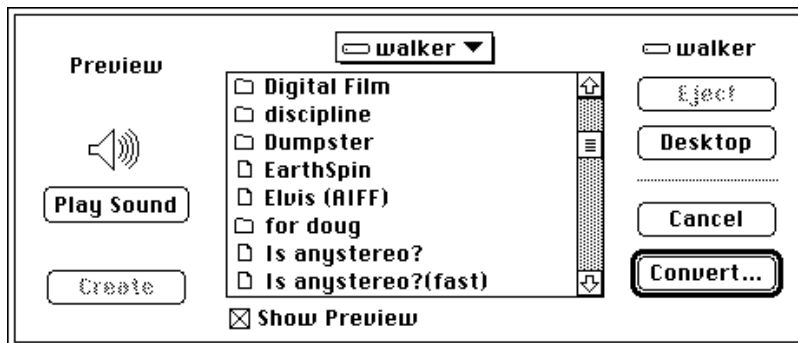 Preview
Play Sound
Create
walker
Digital Film
discipline
Dumpster
EarthSpin
Elvis (AIFF)
for doug
Is anystereo?
Is anystereo?(fast)
Show Preview
walker
Eject
Desktop
Cancel
Convert...